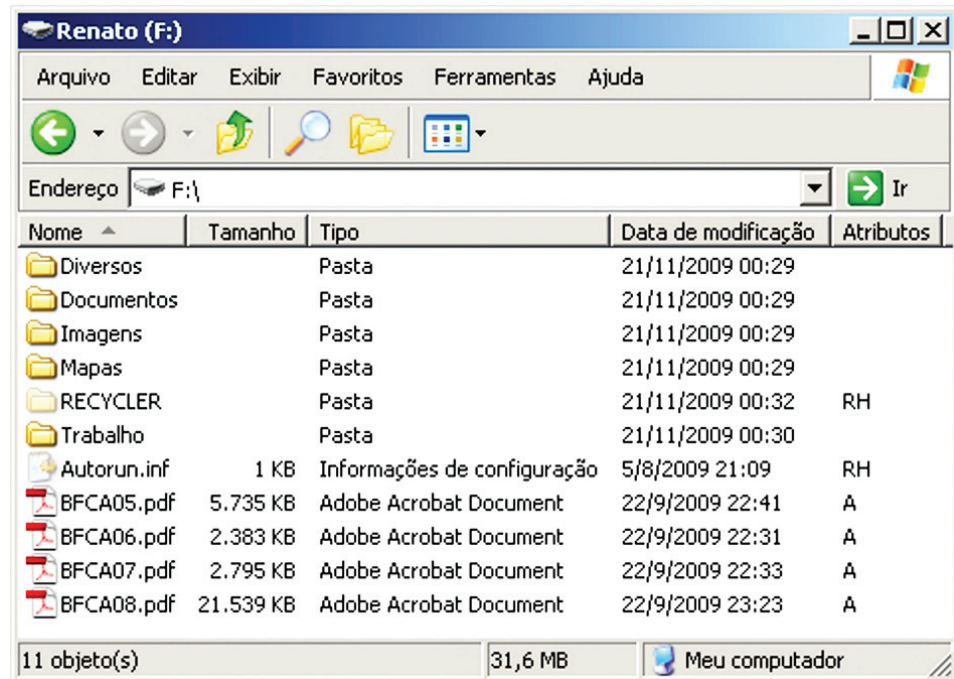 Renato (F:)
Arquivo Editar Exibir Favoritos Ferramentas Ajuda
Endereço F:\ Ir
Nome Tamanho Tipo Data de modificação Atributos
Diversos Pasta 21/11/2009 00:29
Documentos Pasta 21/11/2009 00:29
Imagens Pasta 21/11/2009 00:29
Mapas Pasta 21/11/2009 00:29
RECYCLER Pasta 21/11/2009 00:32 RH
Trabalho Pasta 21/11/2009 00:30
Autorun.inf 1 KB Informações de configuração 5/8/2009 21:09 RH
BFCA05.pdf 5.735 KB Adobe Acrobat Document 22/9/2009 22:41 A
BFCA06.pdf 2.383 KB Adobe Acrobat Document 22/9/2009 22:31 A
BFCA07.pdf 2.795 KB Adobe Acrobat Document 22/9/2009 22:33 A
BFCA08.pdf 21.539 KB Adobe Acrobat Document 22/9/2009 23:23 A
11 objeto(s) 31,6 MB Meu computador